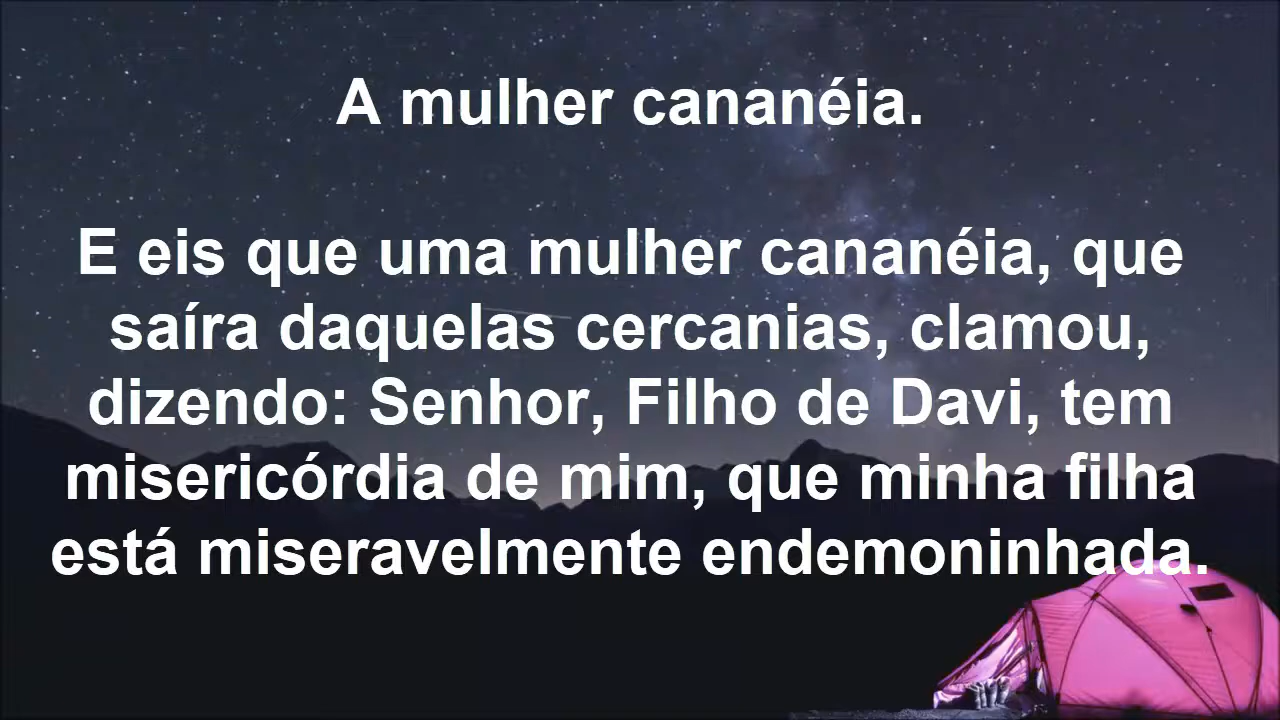 A mulher cananéia.
E eis que uma mulher cananéia, que
saíra daquelas cercanias, clamou,
dizendo: Senhor, Filho de Davi, tem
misericórdia de mim, que minha filha
está miseravelmente endemoninhada.